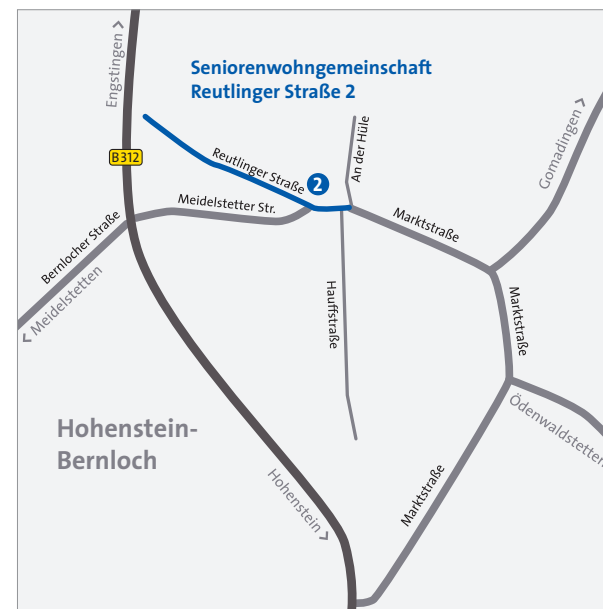 Engstingen >
Seniorenwohngemeinschaft
Reutlinger Straße 2
An der Hüle
Gomadingen >
B312
Reutlinger Straße
2
Meidelstetter Str.
Marktstraße
Bernlocher Straße
< Meidelstetten
Hauffstraße
Marktstraße
Ödenwaldstetten
Hohenstein-
Bernloch
Hohenstein >
Marktstraße